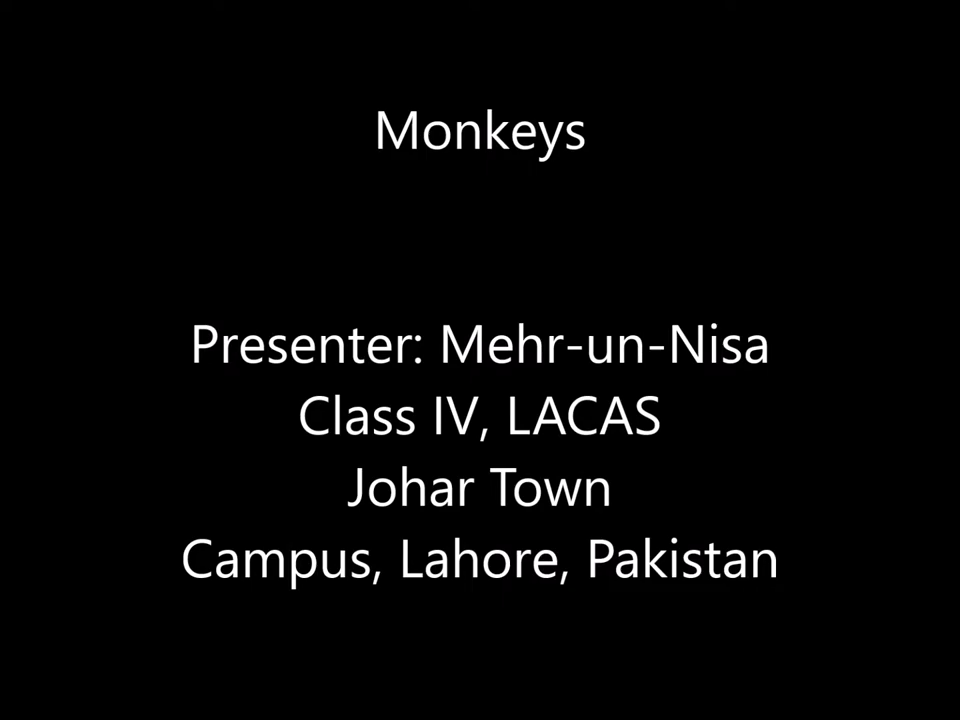 Monkeys
Presenter: Mehr-un-Nisa
Class IV, LACAS
Johar Town
Campus, Lahore, Pakistan